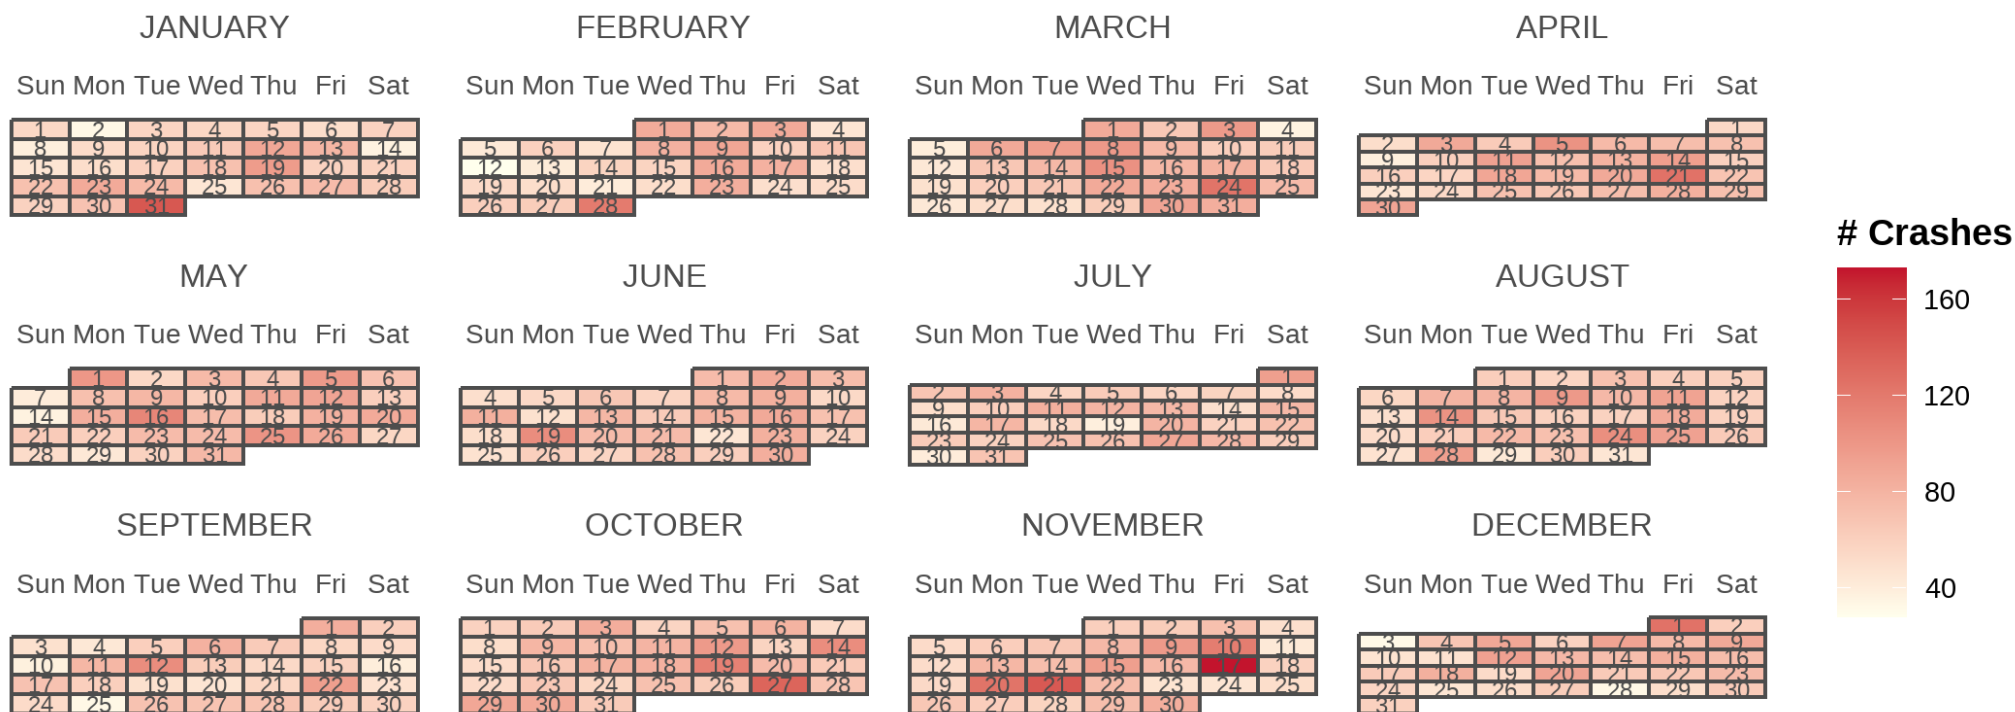 JANUARY FEBRUARY MARCH APRIL
Sun Mon Tue Wed Thu Fri Sat Sun Mon Tue Wed Thu Fri Sat Sun Mon Tue Wed Thu Fri Sat Sun Mon Tue Wed Thu Fri Sat
1 2 3 4 5 6 7 1 2 3 4 1 2 3 4 1
8 9 10 11 12 13 14 5 6 7 8 9 10 11 5 6 7 8 9 10 11 2 3 4 5 6 7 8
15 16 17 18 19 20 21 12 13 14 15 16 17 18 12 13 14 15 16 17 18 9 10 11 12 13 14 15
22 23 24 25 26 27 28 19 20 21 22 23 24 25 19 20 21 22 23 24 25 16 17 18 19 20 21 22
29 30 31 26 27 28 26 27 28 29 30 31 23 24 25 26 27 28 29
30
# Crashes
160
120
80
40
MAY JUNE JULY AUGUST
Sun Mon Tue Wed Thu Fri Sat Sun Mon Tue Wed Thu Fri Sat Sun Mon Tue Wed Thu Fri Sat Sun Mon Tue Wed Thu Fri Sat
1 2 3 4 5 6 1 2 3 1 1 2 3 4 5
7 8 9 10 11 12 13 4 5 6 7 8 9 10 2 3 4 5 6 7 8 6 7 8 9 10 11 12
14 15 16 17 18 19 20 11 12 13 14 15 16 17 9 10 11 12 13 14 15 13 14 15 16 17 18 19
21 22 23 24 25 26 27 18 19 20 21 22 23 24 16 17 18 19 20 21 22 20 21 22 23 24 25 26
28 29 30 31 25 26 27 28 29 30 23 24 25 26 27 28 29 27 28 29 30 31
30 31
SEPTEMBER OCTOBER NOVEMBER DECEMBER
Sun Mon Tue Wed Thu Fri Sat Sun Mon Tue Wed Thu Fri Sat Sun Mon Tue Wed Thu Fri Sat Sun Mon Tue Wed Thu Fri Sat
1 2 1 2 3 4 5 6 7 1 2 3 4 1 2
3 4 5 6 7 8 9 8 9 10 11 12 13 14 5 6 7 8 9 10 11 3 4 5 6 7 8 9
10 11 12 13 14 15 16 15 16 17 18 19 20 21 12 13 14 15 16 17 18 10 11 12 13 14 15 16
17 18 19 20 21 22 23 22 23 24 25 26 27 28 19 20 21 22 23 24 25 17 18 19 20 21 22 23
24 25 26 27 28 29 30 29 30 31 26 27 28 29 30 24 25 26 27 28 29 30
31